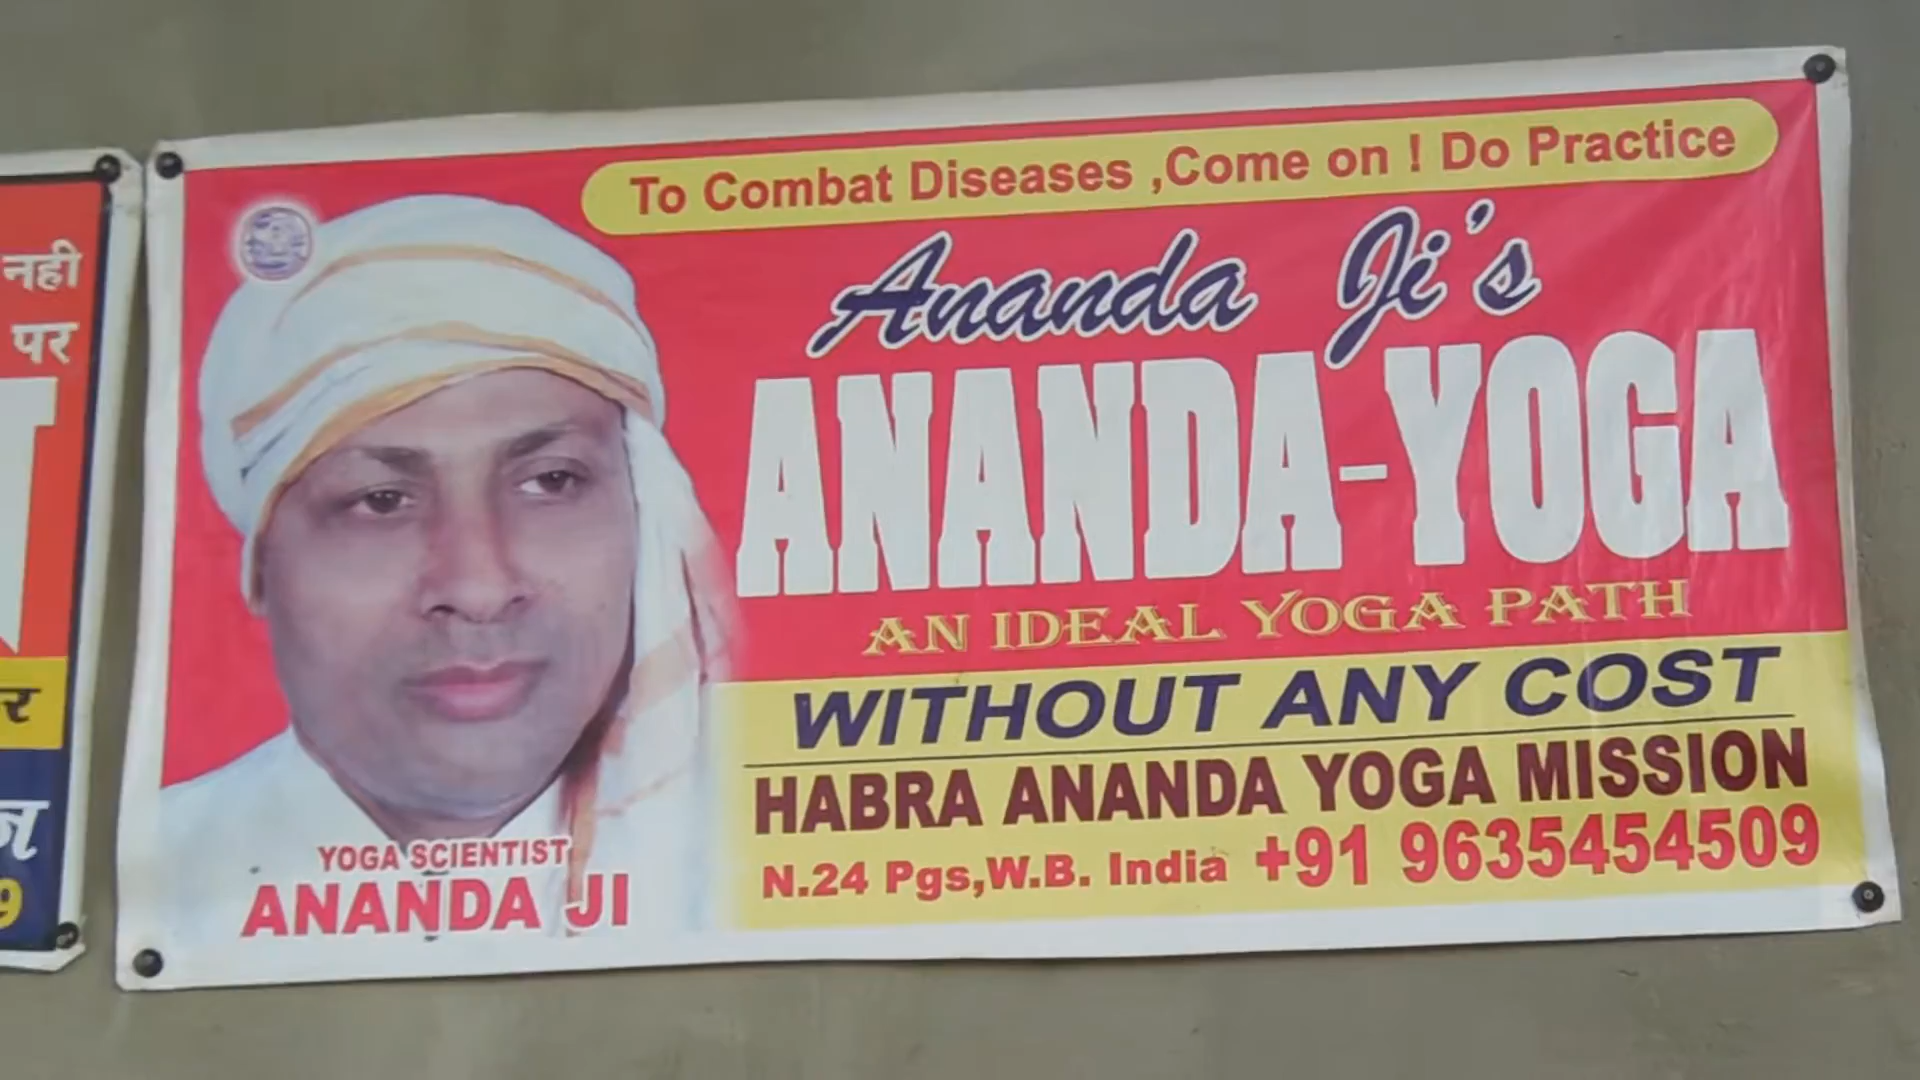 नही
पर
र
न
9
To Combat Diseases ,Come on ! Do Practice
Ananda Ji's
ANANDA-YOGA
AN IDEAL YOGA PATH
WITHOUT ANY COST
HABRA ANANDA YOGA MISSION
N.24 Pgs,W.B. India +91 9635454509
YOGA SCIENTIST
ANANDA JI